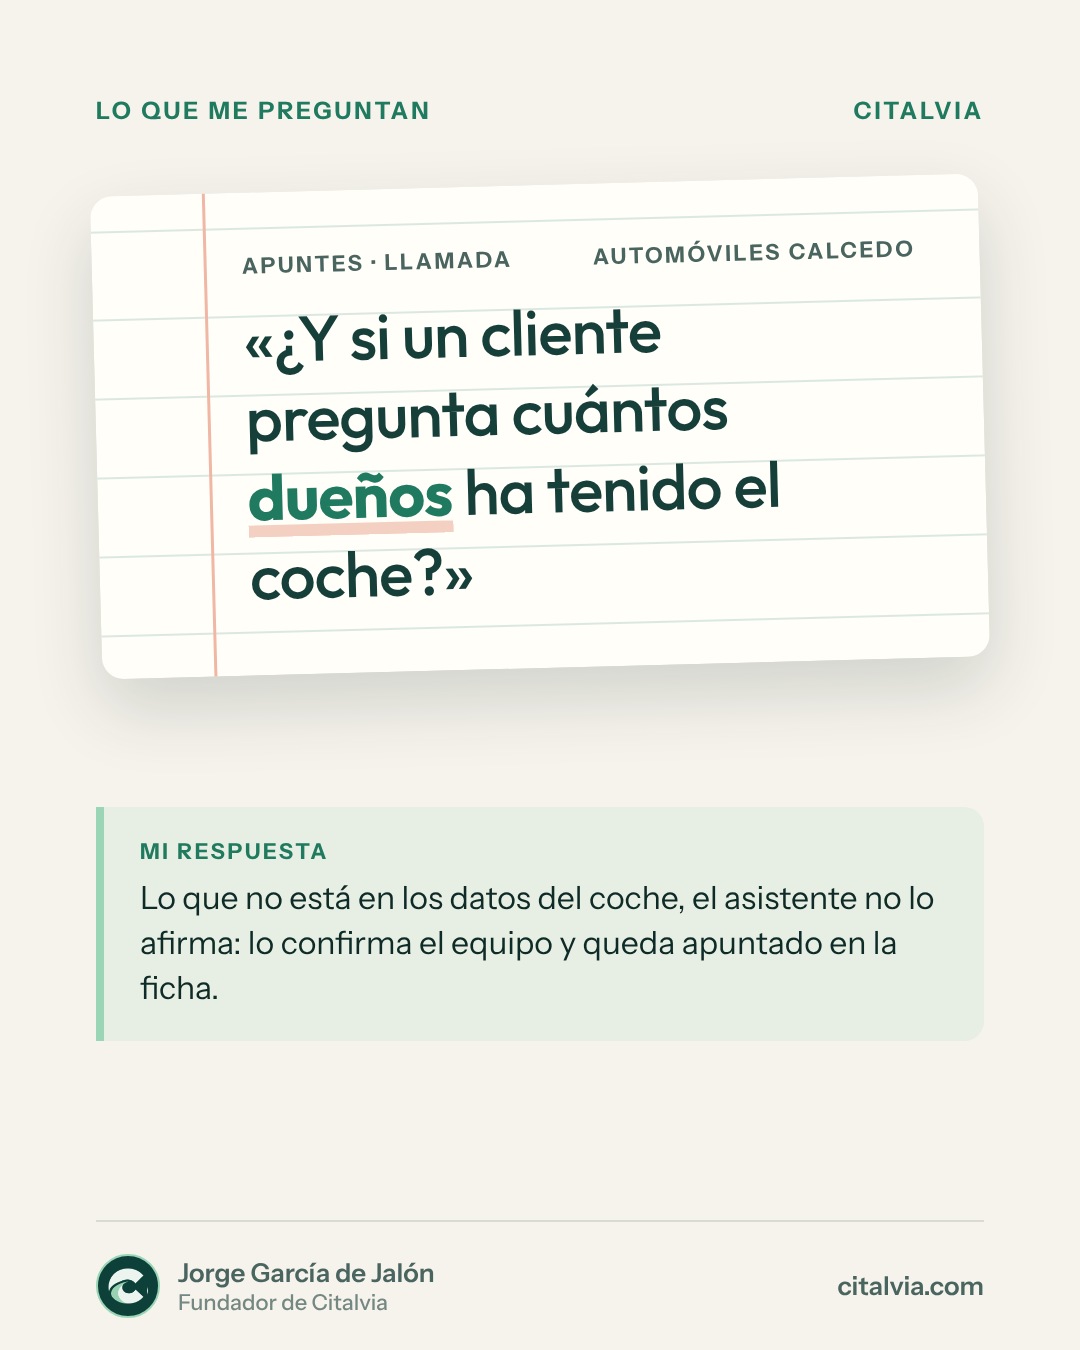 LO QUE ME PREGUNTAN
CITALVIA
APUNTES · LLAMADA
AUTOMÓVILES CALCEDO
«¿Y si un cliente
pregunta cuántos
dueños ha tenido el
coche?»
MI RESPUESTA
Lo que no está en los datos del coche, el asistente no lo
afirma: lo confirma el equipo y queda apuntado en la
ficha.
Jorge García de Jalón
Fundador de Citalvia
citalvia.com